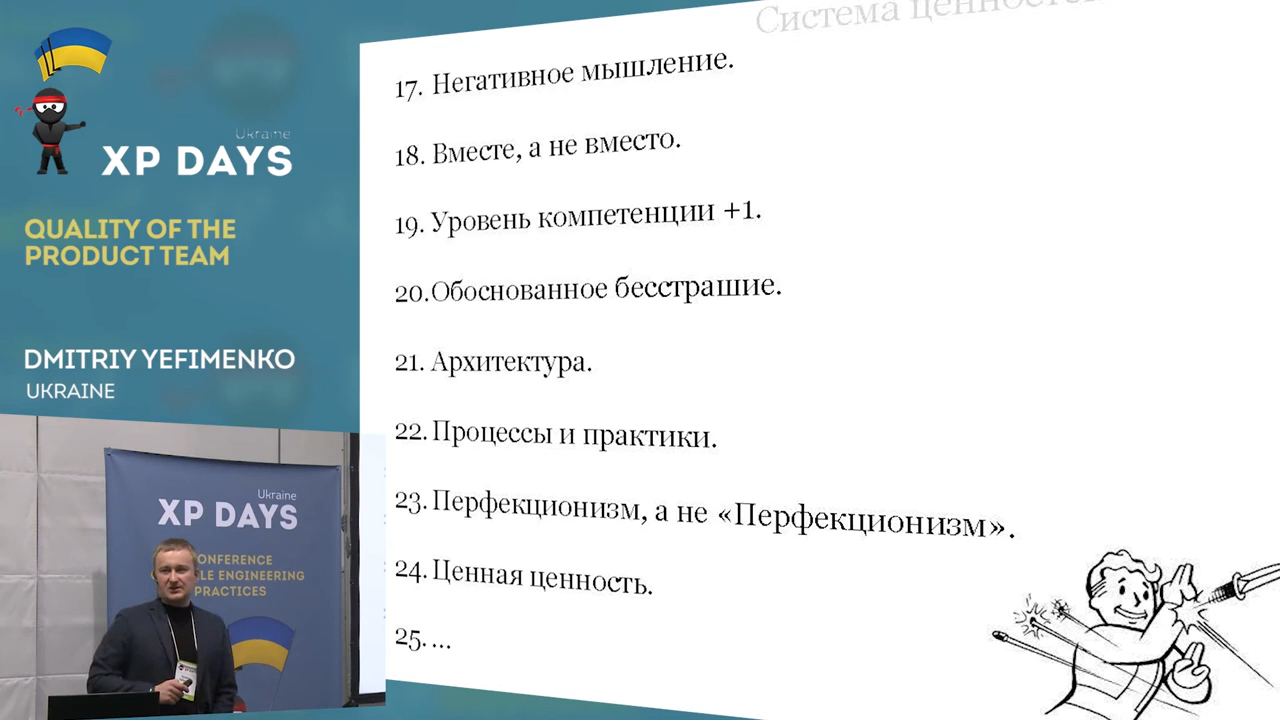 Ukraine
XP DAYS
QUALITY OF THE
PRODUCT TEAM
DMITRIY YEFIMENKO
UKRAINE
Ukraine
XP DAYS
ONFERENCE
LE ENGINEERING
PRACTICES
Система ценностей
17. Негативное мышление.
18. Вместе, а не вместо.
19. Уровень компетенции +1.
20. Обоснованное бесстрашие.
21. Архитектура.
22. Процессы и практики.
23. Перфекционизм, а не «Перфекционизм».
24. Ценная ценность.
25. ...